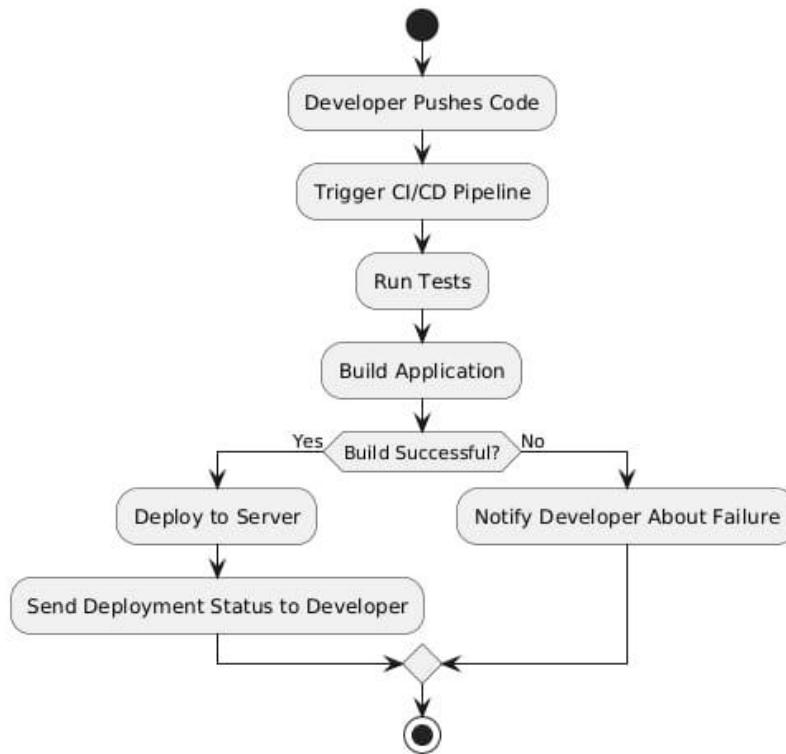 Developer Pushes Code
Trigger CI/CD Pipeline
Run Tests
Build Application
Yes
Build Successful?
No
Deploy to Server
Notify Developer About Failure
Send Deployment Status to Developer